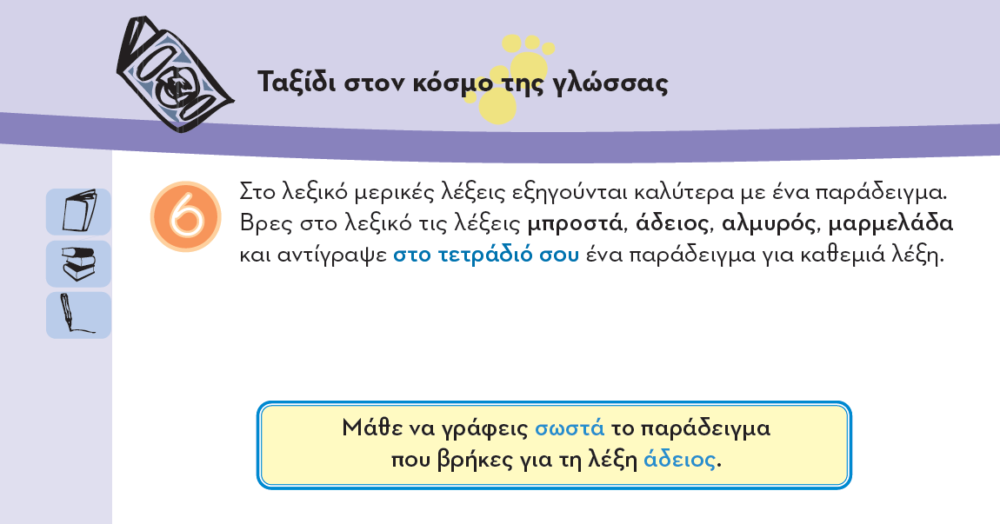 Ταξίδι στον κόσμο της γλώσσας
6
Στο λεξικό μερικές λέξεις εξηγούνται καλύτερα με ένα παράδειγμα.
Βρες στο λεξικό τις λέξεις μπροστά, άδειος, αλμυρός, μαρμελάδα
και αντίγραψε στο τετράδιό σου ένα παράδειγμα για καθεμιά λέξη.
Μάθε να γράφεις σωστά το παράδειγμα
που βρήκες για τη λέξη άδειος.